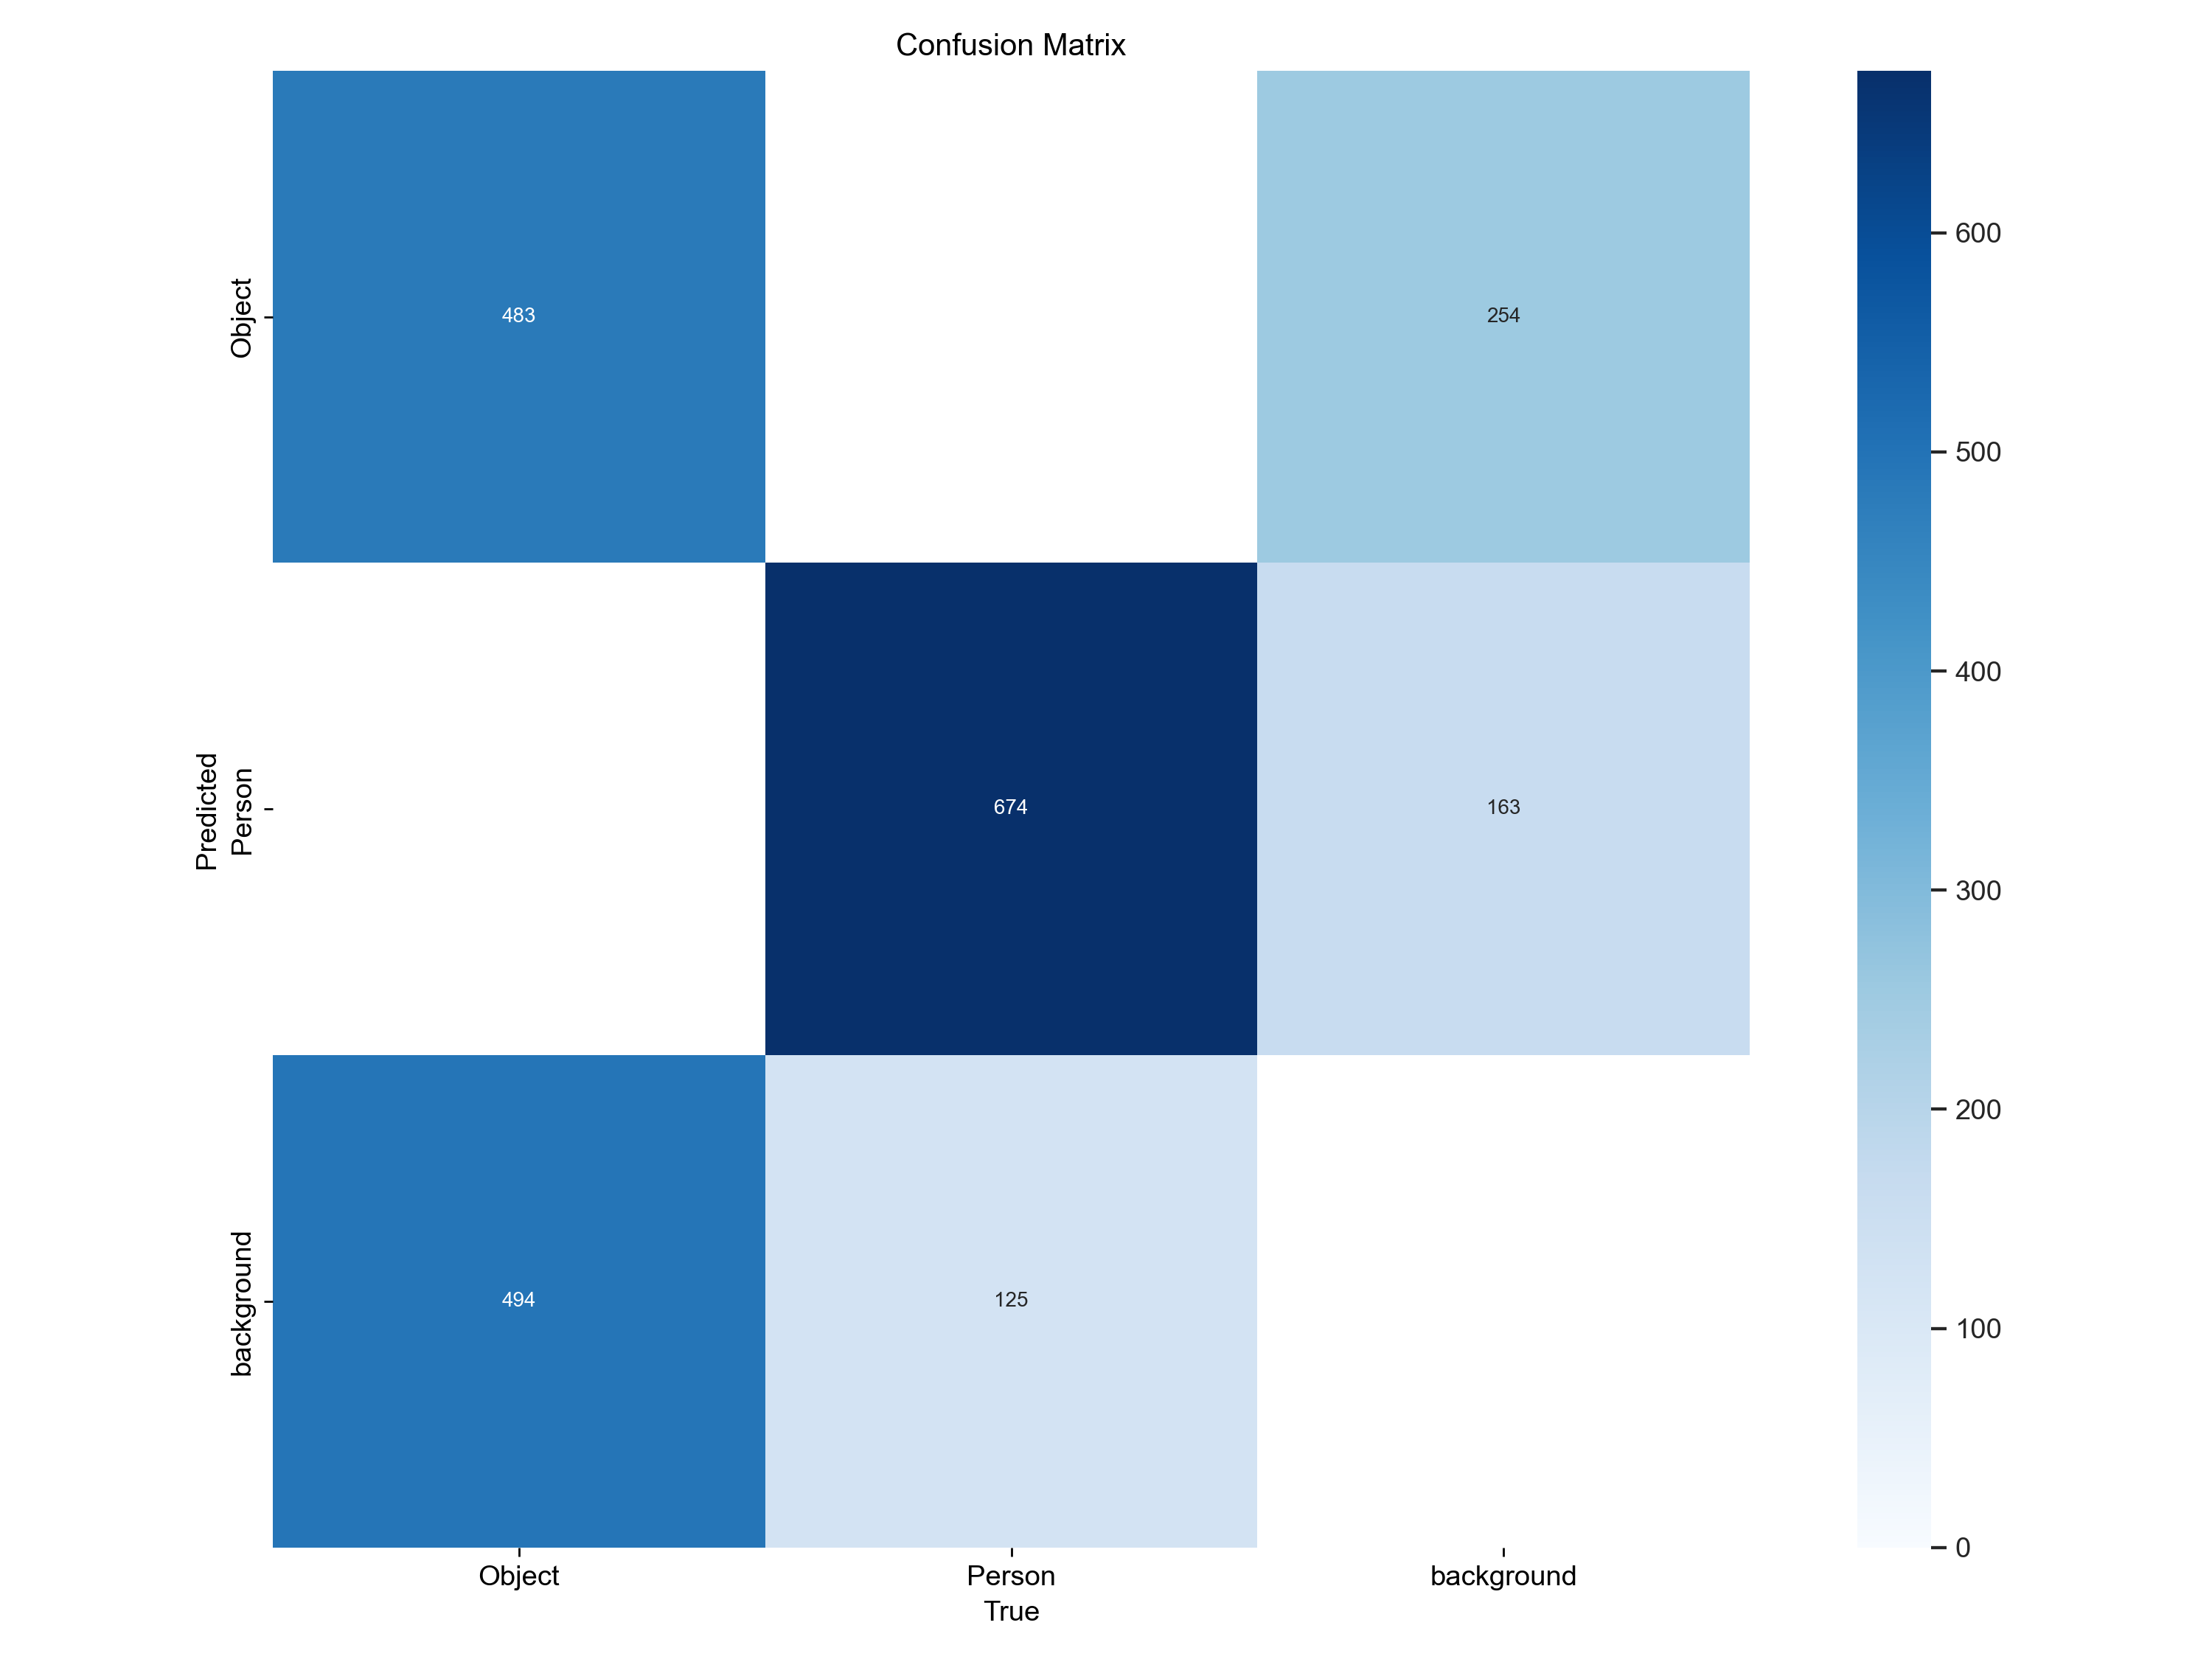 Confusion Matrix
Object
483
254
600
500
400
Predicted
Person
674
163
300
200
background
494
125
100
0
Object
Person
background
True